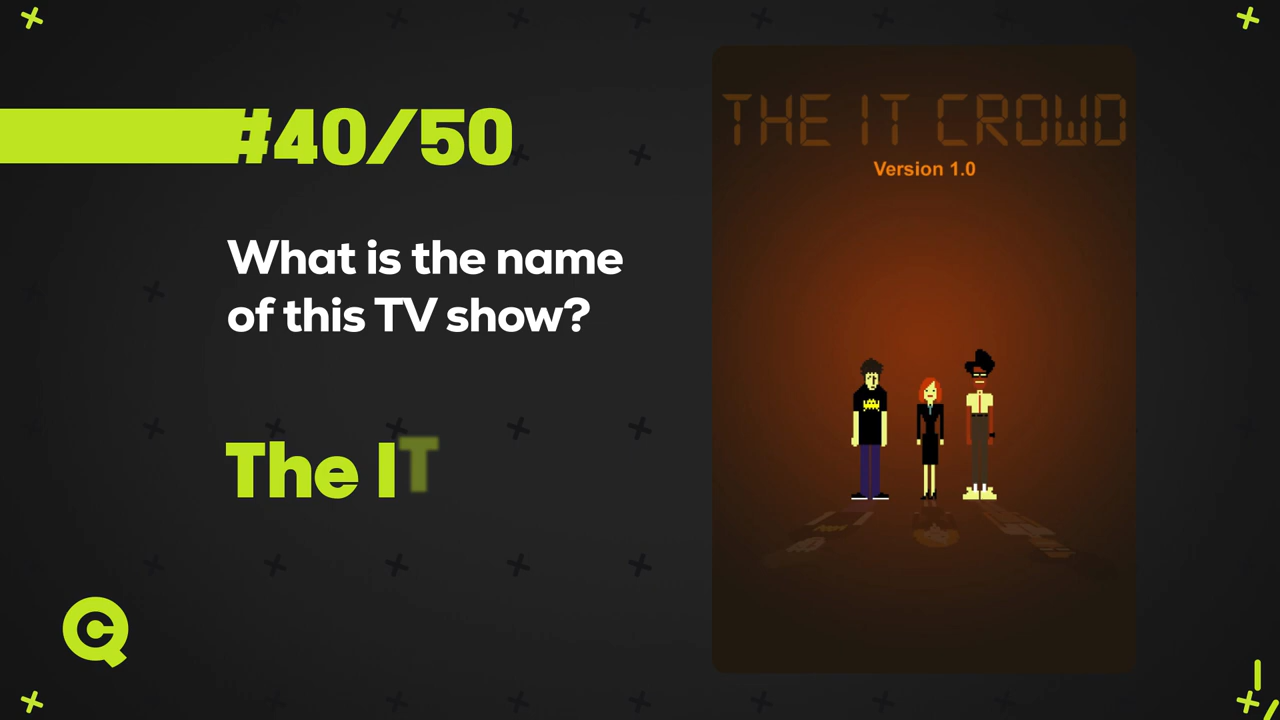 #40/50
What is the name
of this TV show?
The IT
THE IT CROWD
Version 1.0